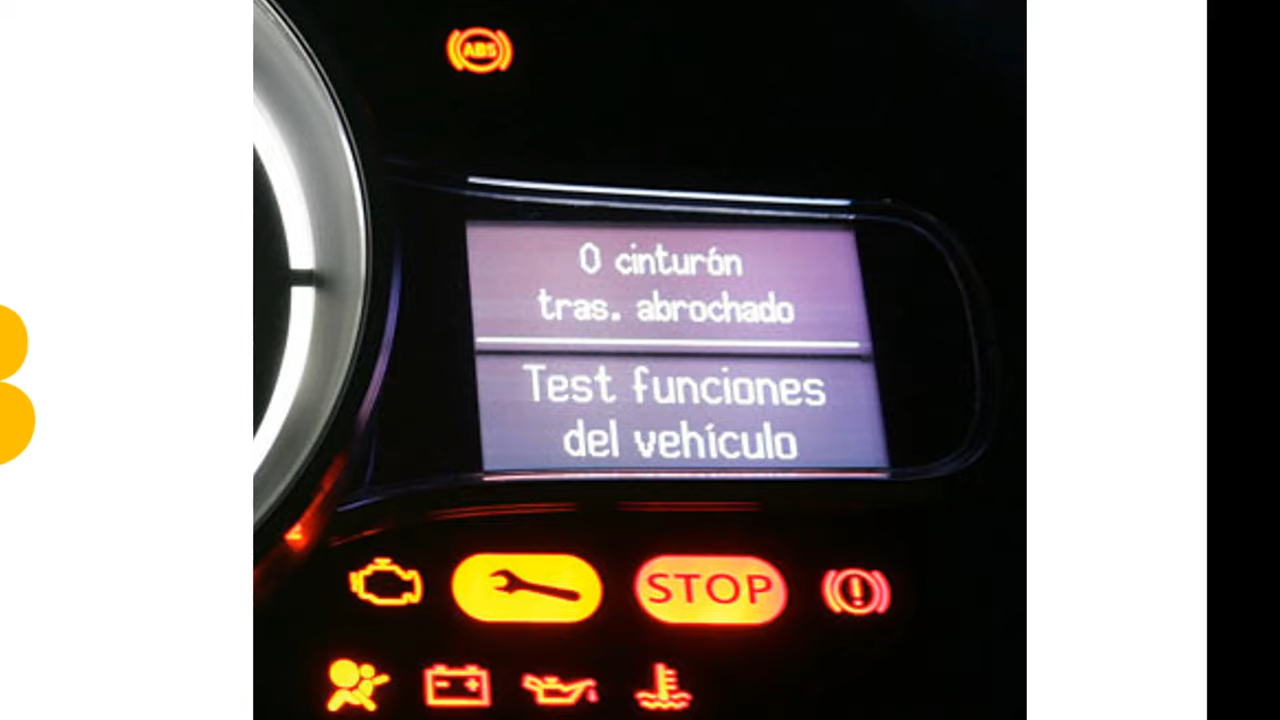 ABS
0 cinturón
tras. abrochado
Test funciones
del vehículo
STOP